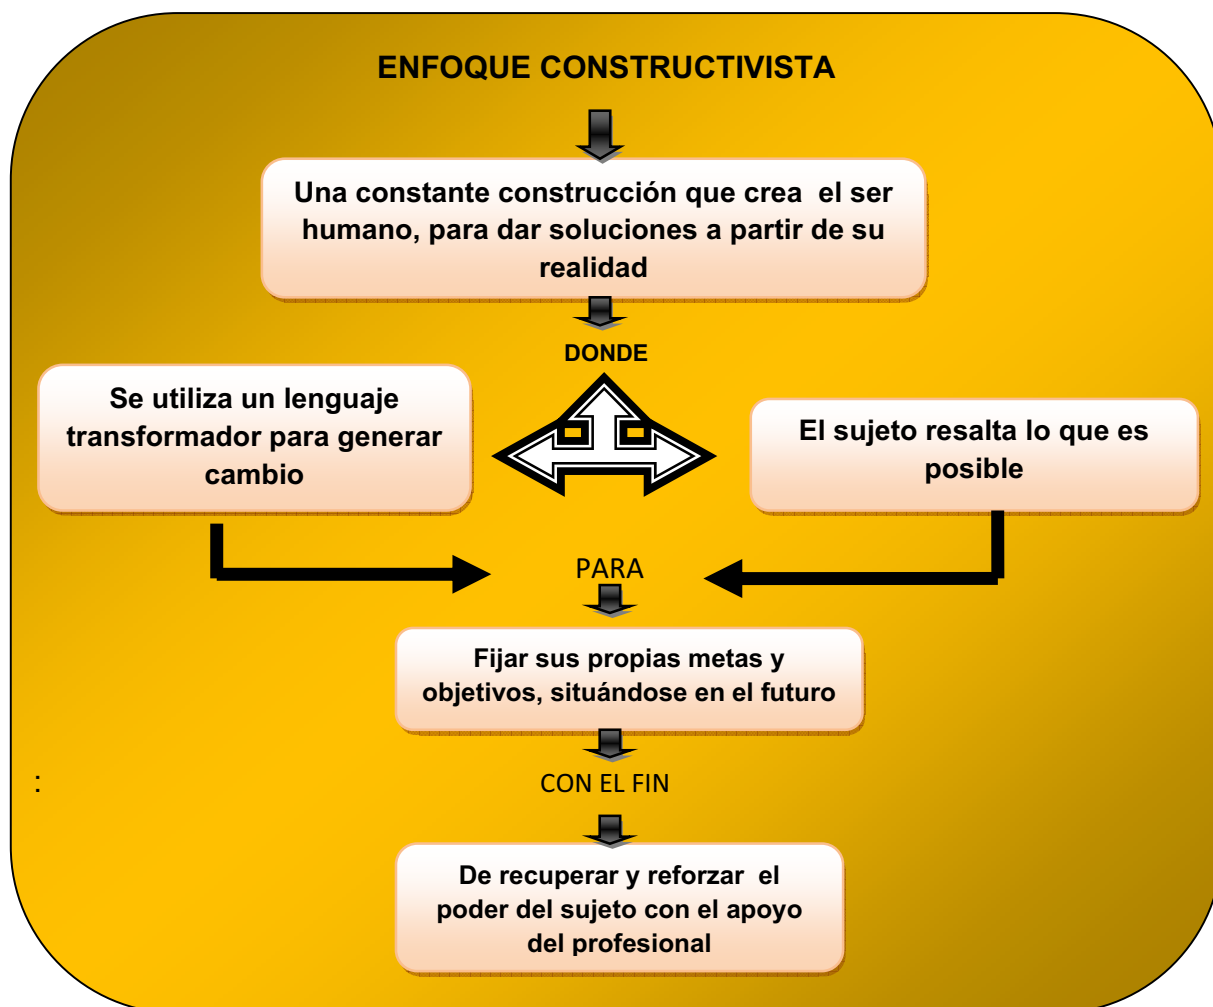 ENFOQUE CONSTRUCTIVISTA
Una constante construcción que crea  el ser
humano, para dar soluciones a partir de su
realidad
DONDE
Se utiliza un lenguaje
transformador para generar
cambio
El sujeto resalta lo que es
posible
PARA
Fijar sus propias metas y
objetivos, situándose en el futuro
:
CON EL FIN
De recuperar y reforzar  el
poder del sujeto con el apoyo
del profesional